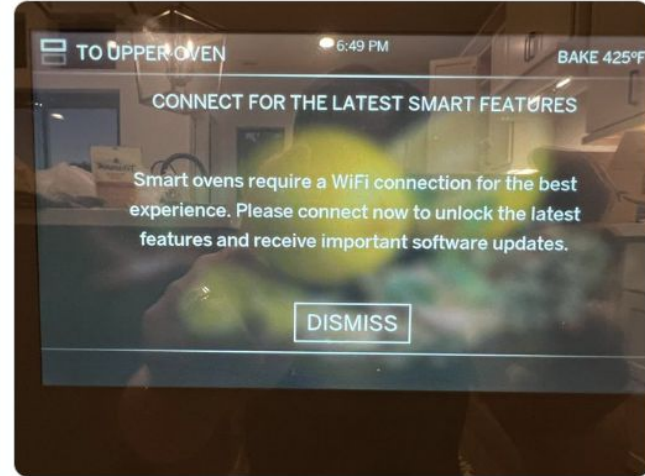 TO UPPER OVEN
6:49 PM
BAKE 425°F
CONNECT FOR THE LATEST SMART FEATURES
Smart ovens require a WiFi connection for the best
experience. Please connect now to unlock the latest
features and receive important software updates.
DISMISS